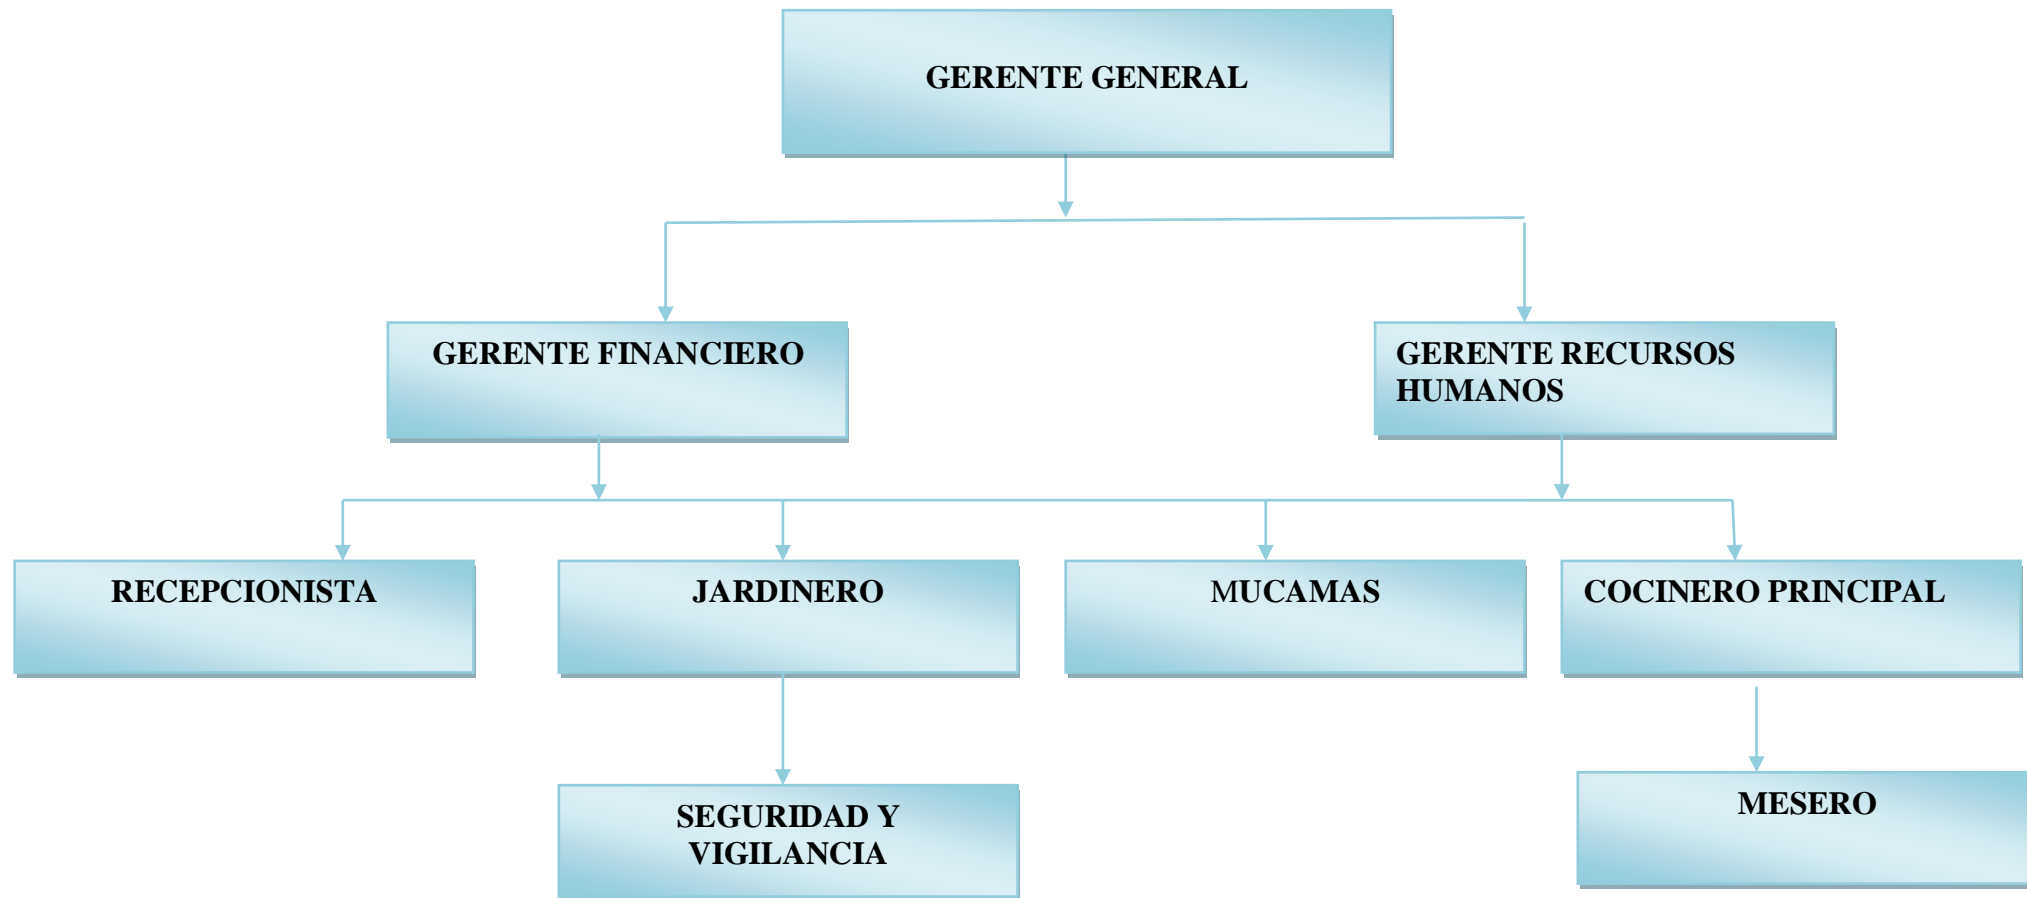 GERENTE GENERAL
GERENTE FINANCIERO
GERENTE RECURSOS
HUMANOS
RECEPCIONISTA
JARDINERO
MUCAMAS
COCINERO PRINCIPAL
SEGURIDAD Y
VIGILANCIA
MESERO